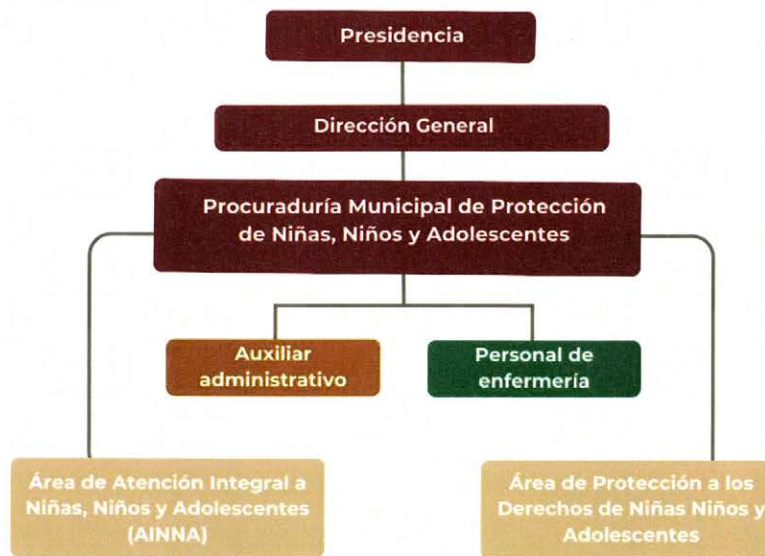 Presidencia
Dirección General
Procuraduría Municipal de Protección
de Niñas, Niños y Adolescentes
Auxiliar
administrativo
Personal de
enfermería
Área de Atención Integral a
Niñas, Niños y Adolescentes
(AINNA)
Área de Protección a los
Derechos de Niñas Niños y
Adolescentes